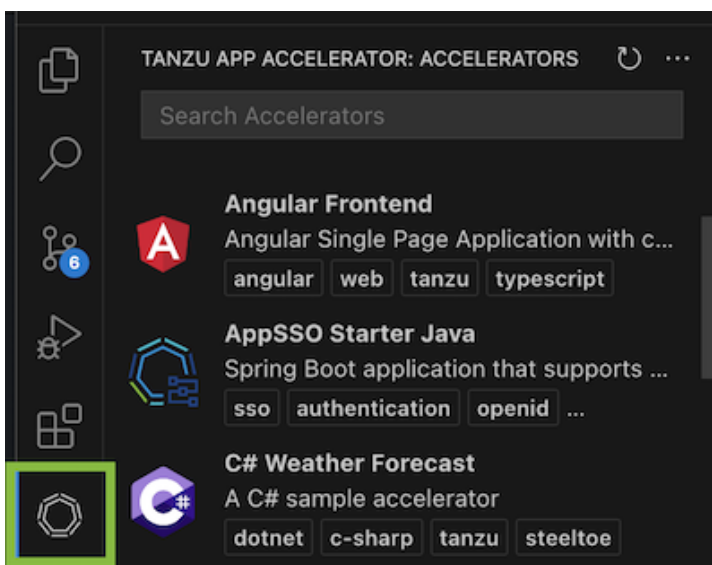 TANZU APP ACCELERATOR: ACCELERATORS
Search Accelerators
Angular Frontend
Angular Single Page Application with c...
angular web tanzu typescript
6
AppSSO Starter Java
Spring Boot application that supports ...
sso authentication openid ...
C# Weather Forecast
A C# sample accelerator
dotnet c-sharp tanzu steeltoe